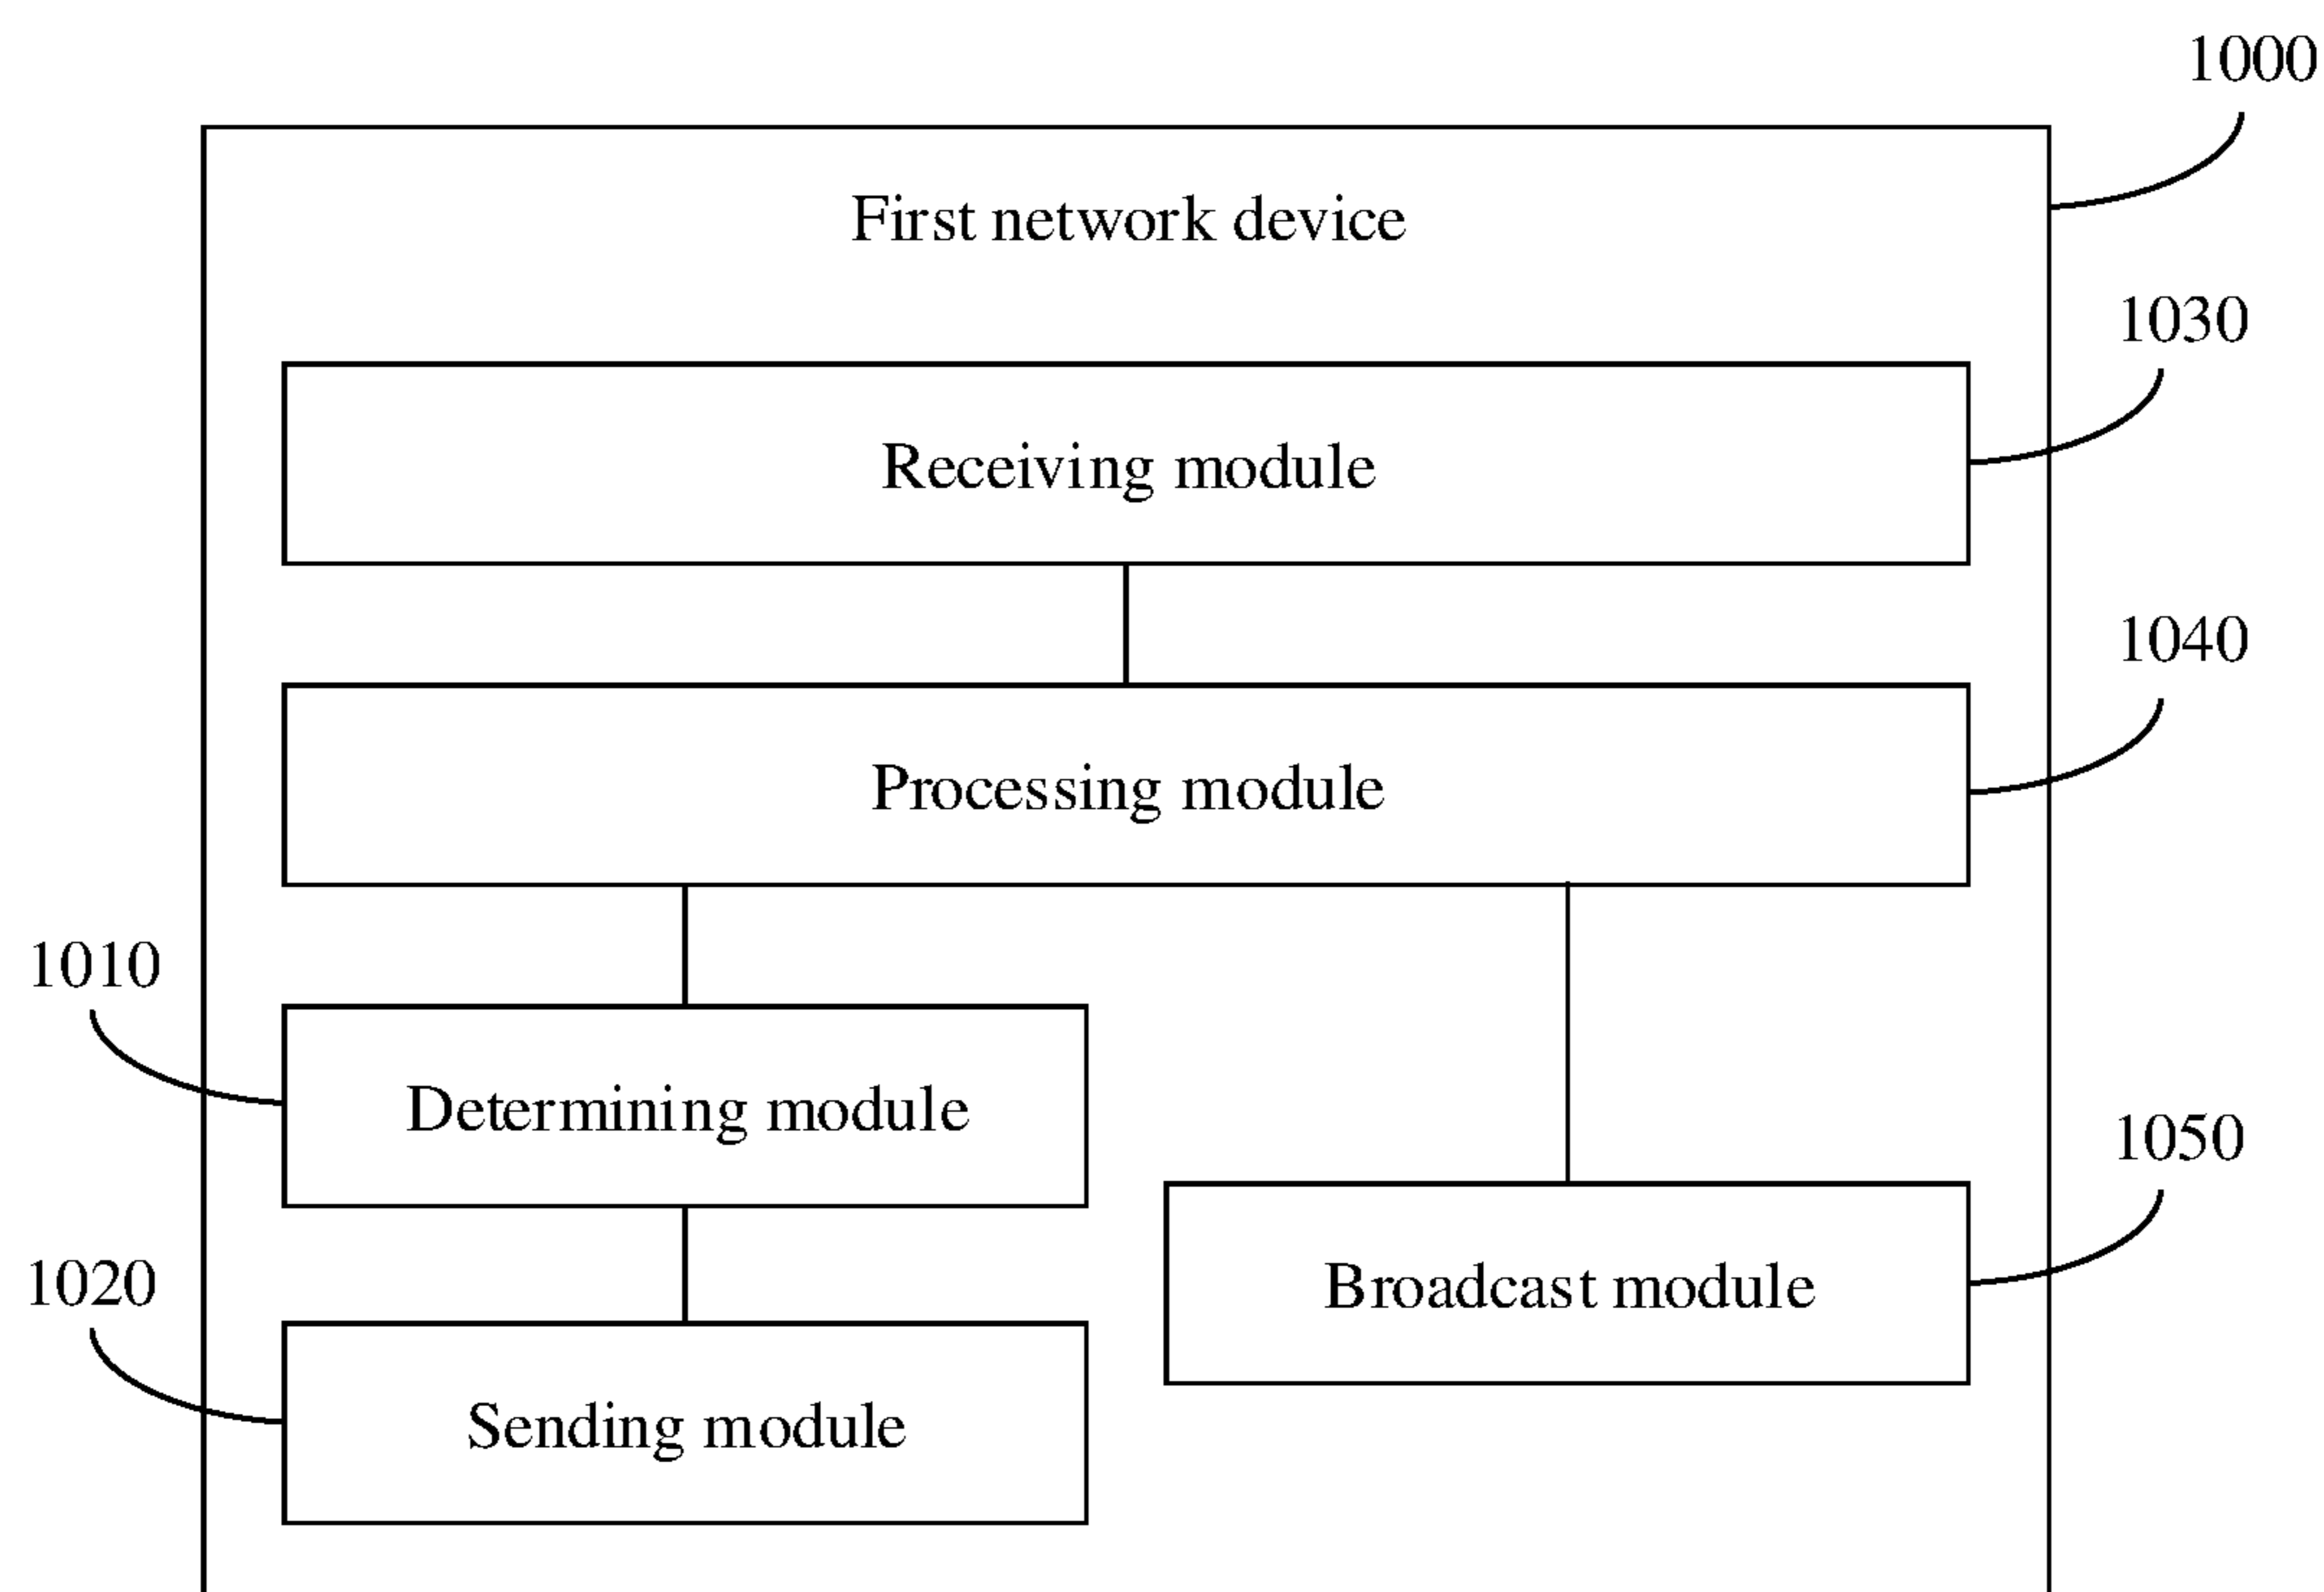 1000
First network device
1030
Receiving module
1040
Processing module
1010
Determining module
1050
Broadcast module
1020
Sending module